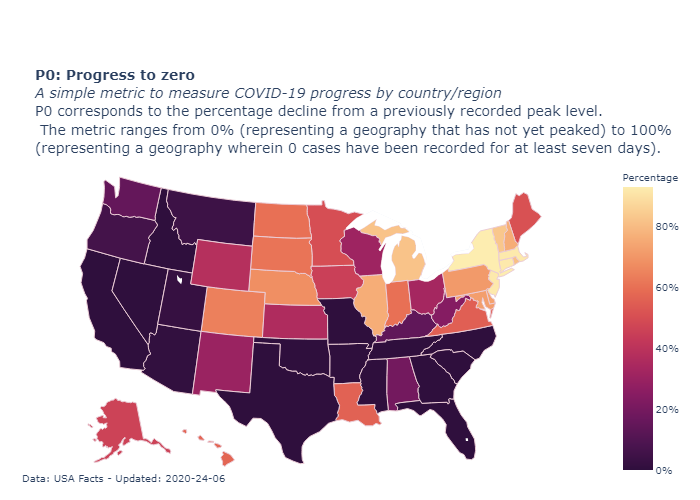 P0: Progress to zero
A simple metric to measure COVID-19 progress by country/region
P0 corresponds to the percentage decline from a previously recorded peak level.
The metric ranges from 0% (representing a geography that has not yet peaked) to 100%
(representing a geography wherein 0 cases have been recorded for at least seven days).
Percentage
80%
60%
40%
20%
0%
Data: USA Facts - Updated: 2020-24-06